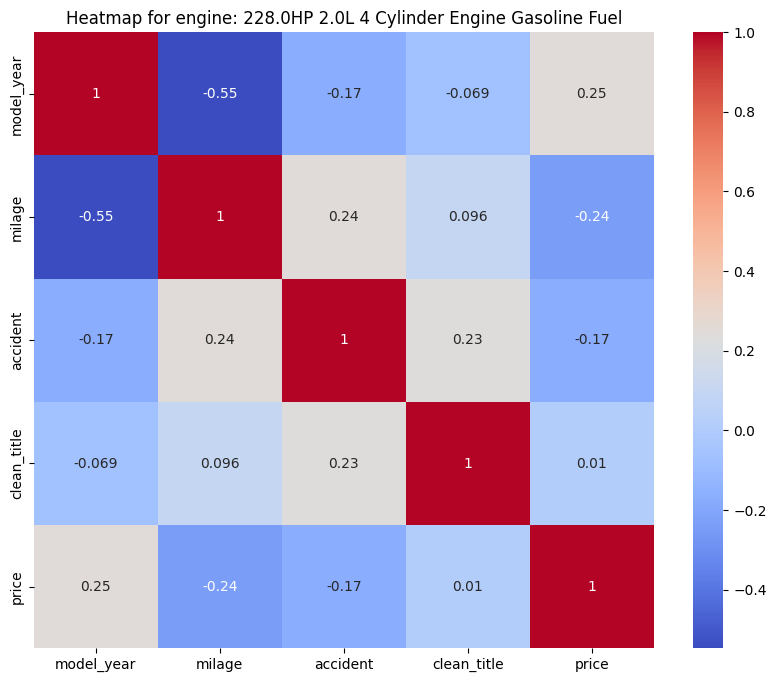 Heatmap for engine: 228.0HP 2.0L 4 Cylinder Engine Gasoline Fuel
model_year 1 -0.55 -0.17 -0.069 0.25
milage -0.55 1 0.24 0.096 -0.24
accident -0.17 0.24 1 0.23 -0.17
clean_title -0.069 0.096 0.23 1 0.01
price 0.25 -0.24 -0.17 0.01 1
model_year milage accident clean_title price
1.0
0.8
0.6
0.4
0.2
0.0
−0.2
−0.4